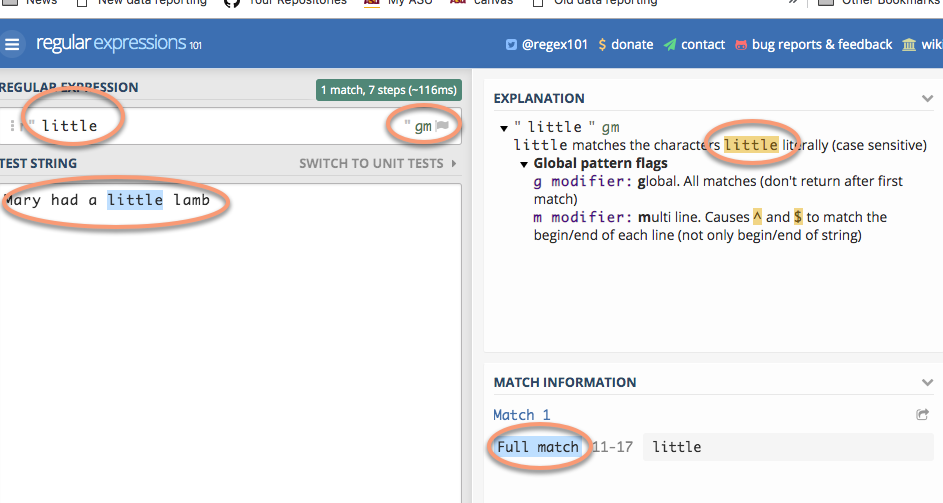 News New data reporting Your Repositories My ASU canvas Old data reporting » Other Bookmarks
regular expressions 101 @regex101 $ donate contact bug reports & feedback wiki
REGULAR EXPRESSION 1 match, 7 steps (~116ms)
" little " gm
TEST STRING SWITCH TO UNIT TESTS
Mary had a little lamb
EXPLANATION
" little " gm
little matches the characters little literally (case sensitive)
Global pattern flags
g modifier: global. All matches (don't return after first
match)
m modifier: multi line. Causes ^ and $ to match the
begin/end of each line (not only begin/end of string)
MATCH INFORMATION
Match 1
Full match 11-17 little